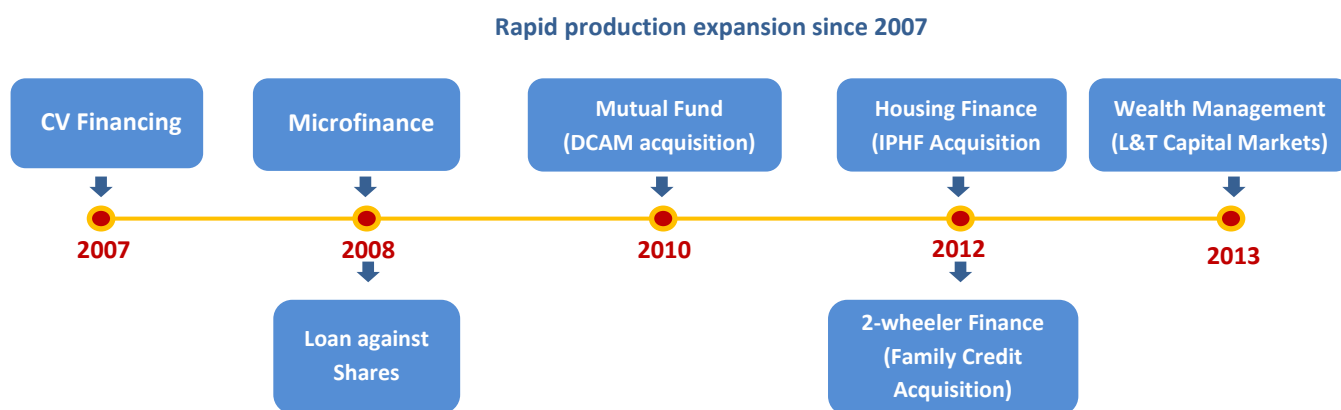 Rapid production expansion since 2007
CV Financing
Microfinance
Mutual Fund
(DCAM acquisition)
Housing Finance
(IPHF Acquisition
Wealth Management
(L&T Capital Markets)
2007
2008
2010
2012
2013
Loan against
Shares
2-wheeler Finance
(Family Credit
Acquisition)